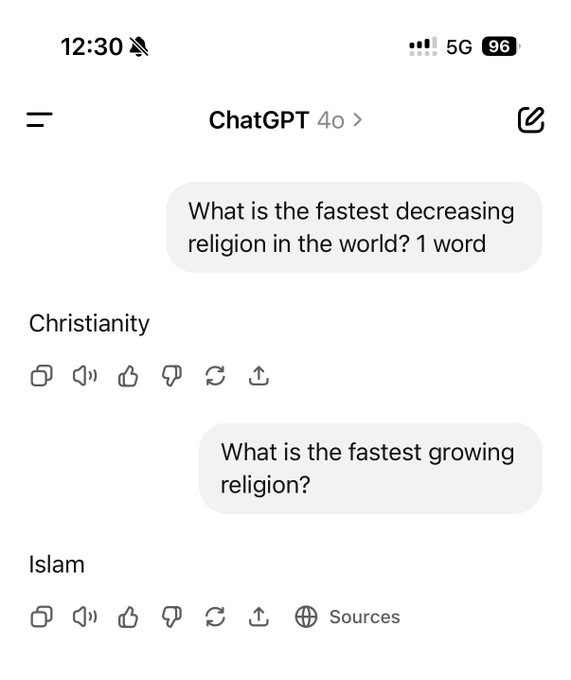 12:30
5G 96
ChatGPT 4o >
What is the fastest decreasing
religion in the world? 1 word
Christianity
What is the fastest growing
religion?
Islam
Sources